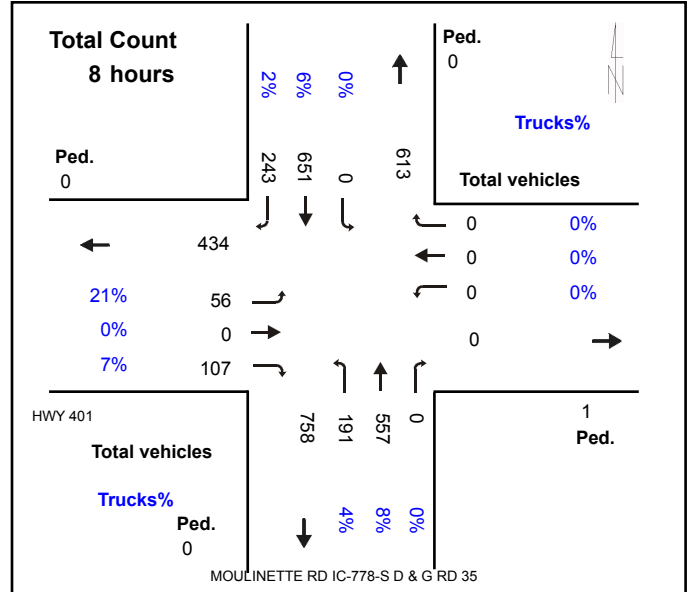 Total Count
8 hours
Ped.
0
N
Trucks%
2% 6% 0%
Ped.
0
243 651 0 613
Total vehicles
0 0%
0 0%
0 0%
0
434
21% 56
0% 0
7% 107
HWY 401
Total vehicles
Trucks%
Ped.
0
758 191 557 0
4% 8% 0%
1
Ped.
MOULINETTE RD IC-778-S D & G RD 35